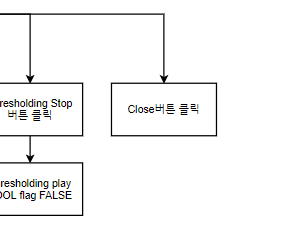 resholding Stop
버튼 클릭
Close버튼 클릭
resholding play
OOL flag FALSE